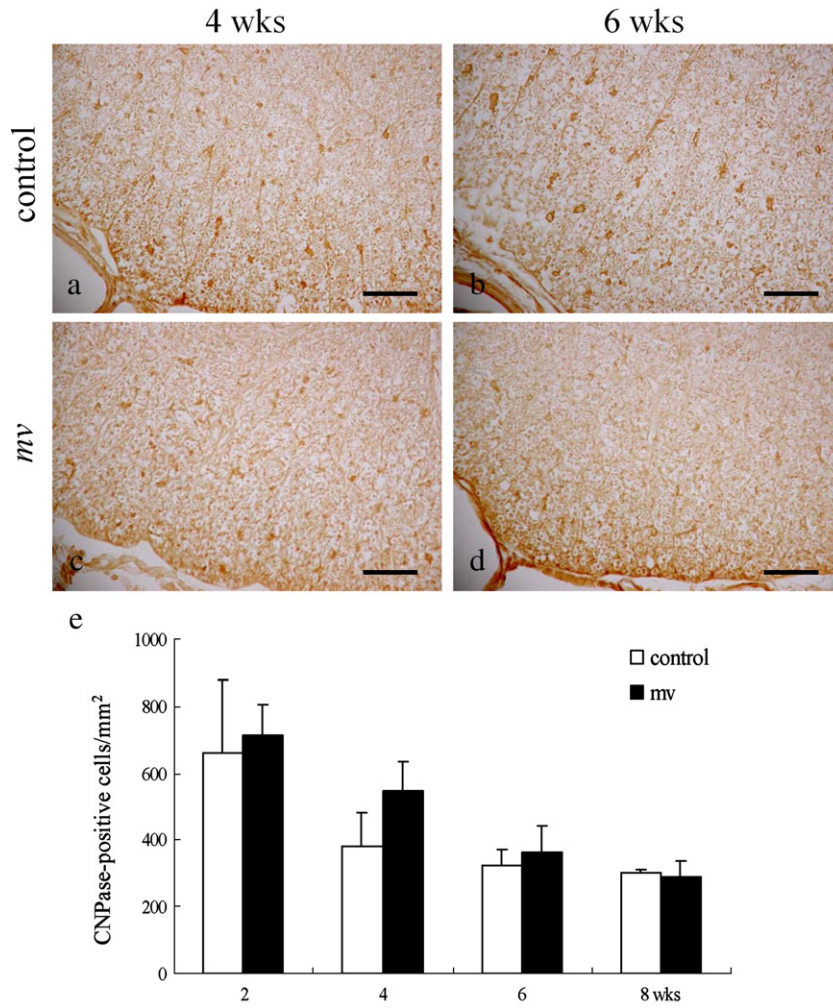 4 wks
6 wks
control
a
b
mv
c
d
e
1000
800
600
400
200
0
CNPase-positive cells/mm²
control
mv
2
4
6
8 wks